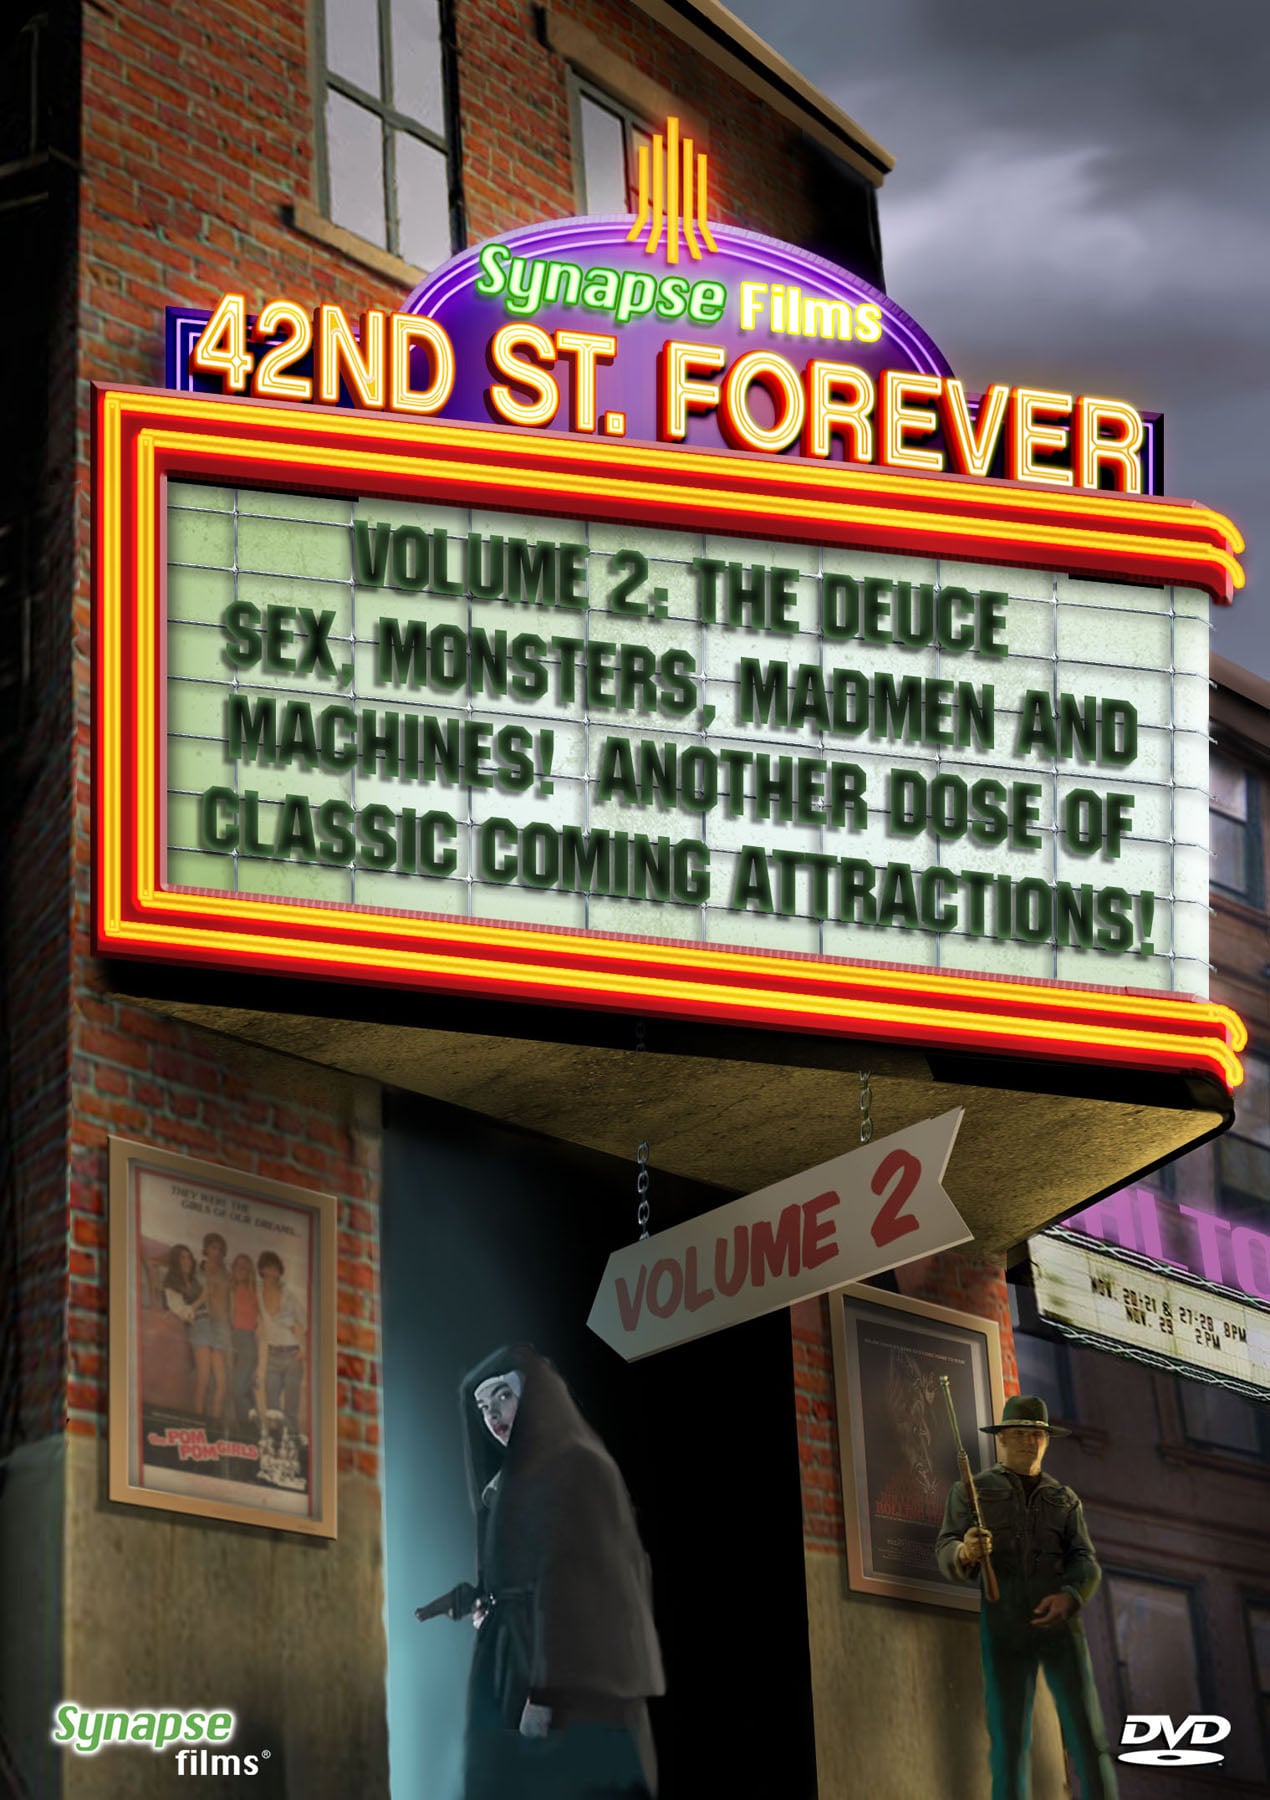 Synapse Films
42ND ST. FOREVER
VOLUME 2: THE DEUCE
SEX, MONSTERS, MADMEN AND
MACHINES! ANOTHER DOSE OF
CLASSIC COMING ATTRACTIONS!
VOLUME 2
THEY WERE THE
GIRLS OF OUR DREAMS...
the POM
POM GIRLS
NOV. 20-21 & 27-28 8PM
NOV. 29 2PM
Synapse
films®
DVD